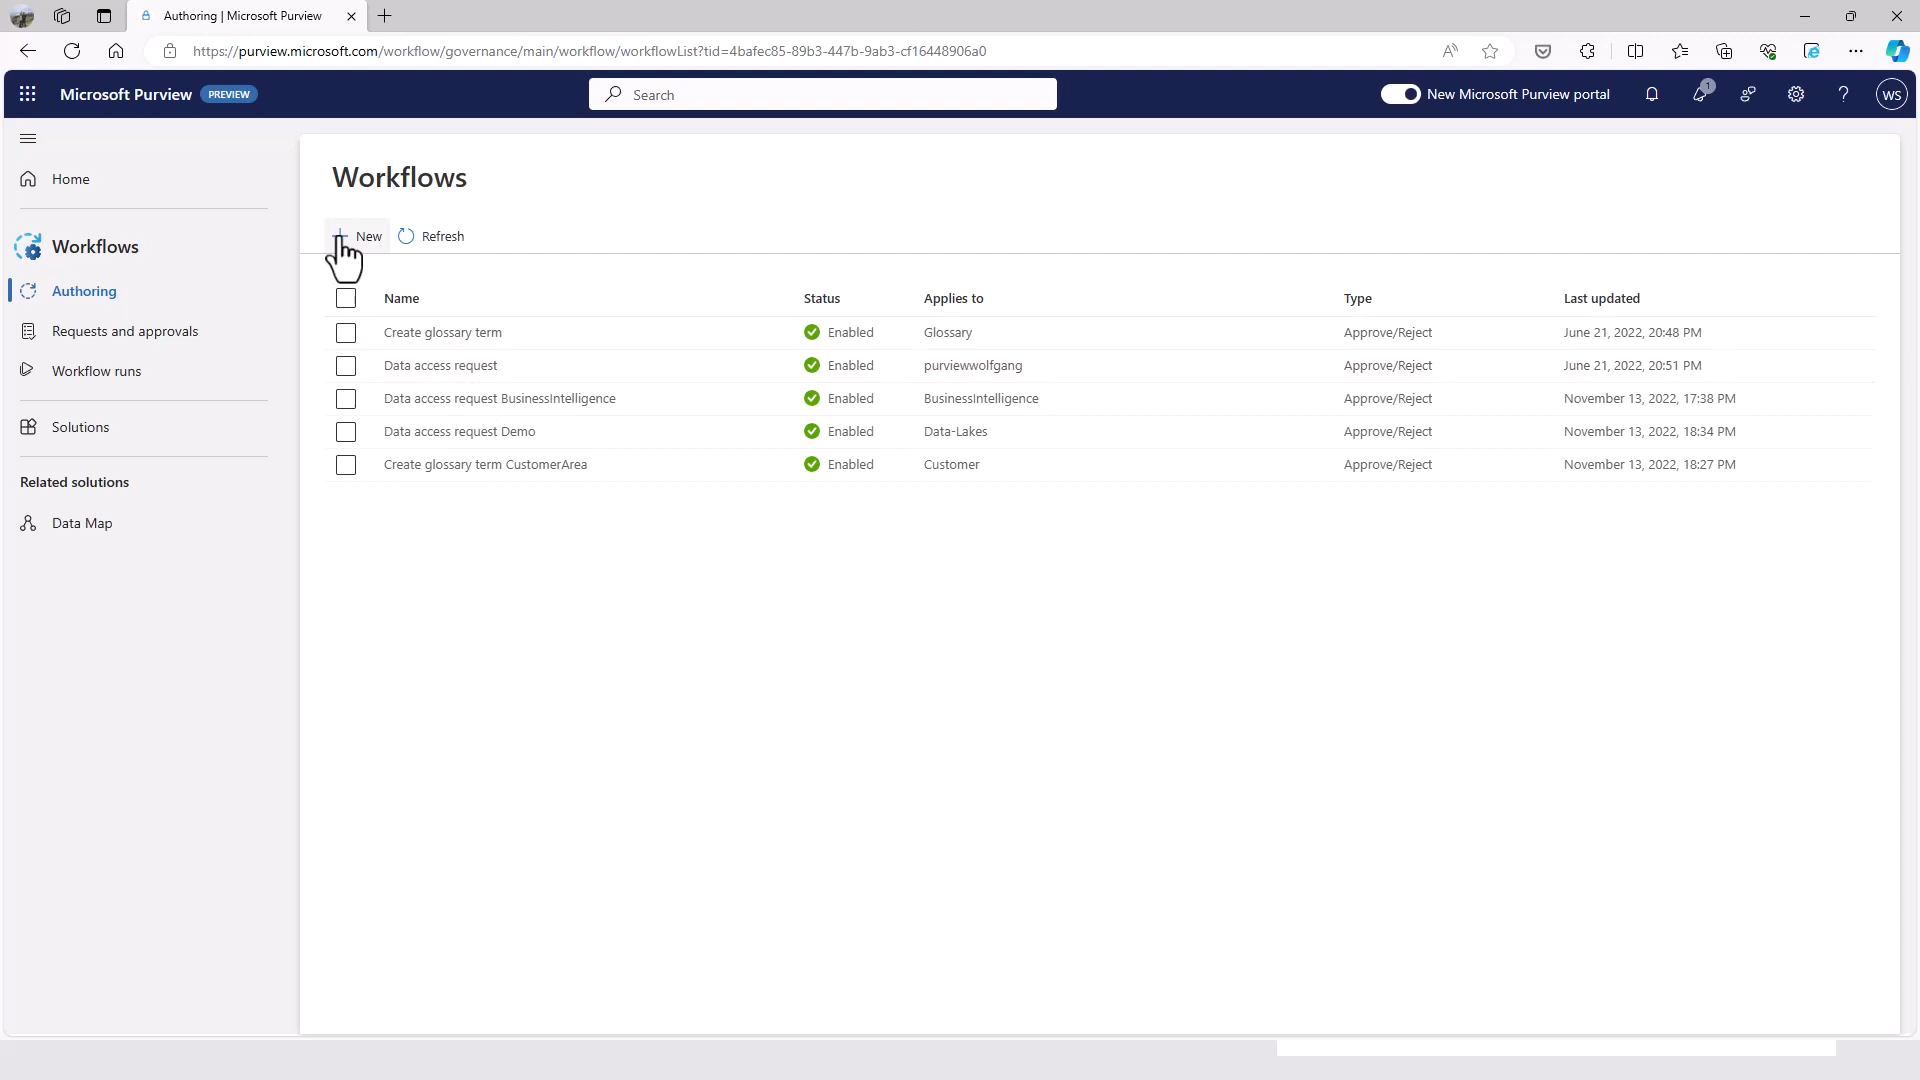 Authoring | Microsoft Purview
https://purview.microsoft.com/workflow/governance/main/workflow/workflowList?tid=4bafec85-89b3-447b-9ab3-cf16448906a0
Microsoft Purview PREVIEW
Search
New Microsoft Purview portal
1
WS
Home
Workflows
Authoring
Requests and approvals
Workflow runs
Solutions
Related solutions
Data Map
Workflows
New Refresh
Name Status Applies to Type Last updated
Create glossary term Enabled Glossary Approve/Reject June 21, 2022, 20:48 PM
Data access request Enabled purviewwolfgang Approve/Reject June 21, 2022, 20:51 PM
Data access request BusinessIntelligence Enabled BusinessIntelligence Approve/Reject November 13, 2022, 17:38 PM
Data access request Demo Enabled Data-Lakes Approve/Reject November 13, 2022, 18:34 PM
Create glossary term CustomerArea Enabled Customer Approve/Reject November 13, 2022, 18:27 PM